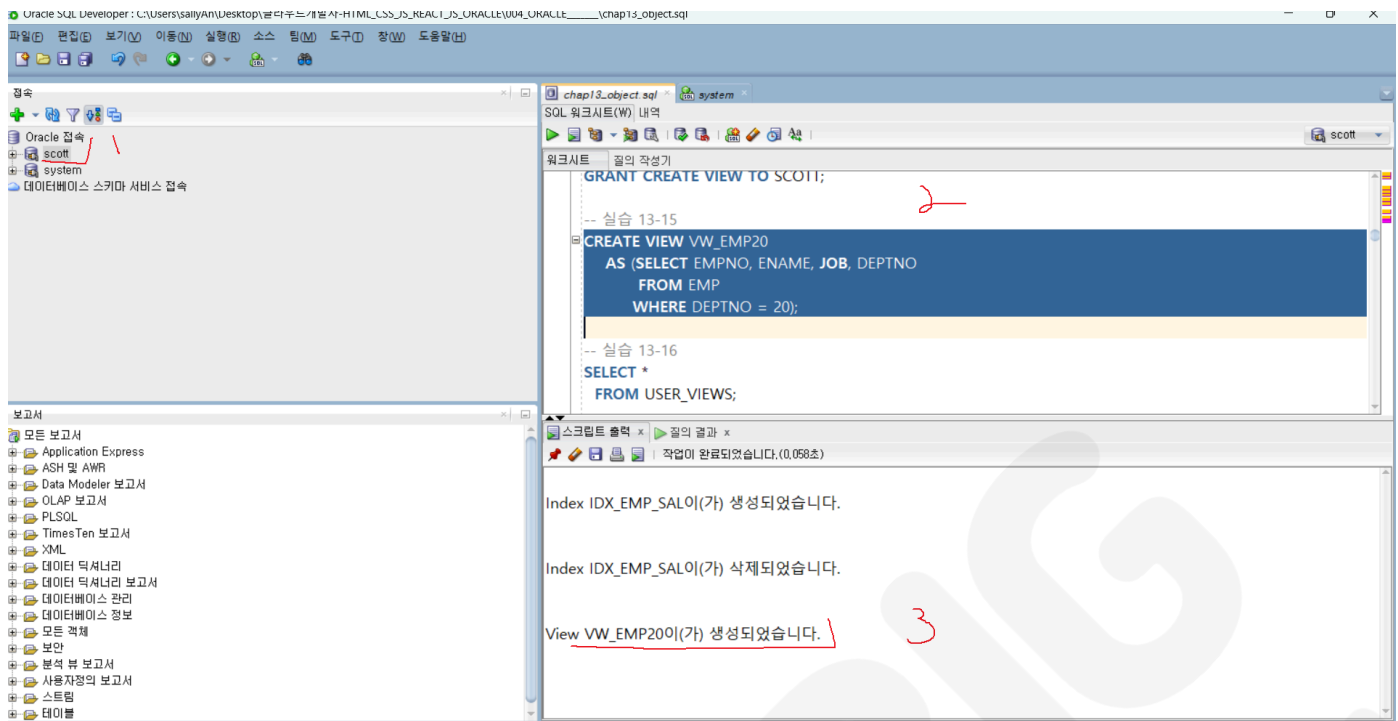 Oracle SQL Developer : C:\Users\sallyAn\Desktop\클라우드개발자-HTML_CSS_JS_REACT_JS_ORACLE\004_ORACLE______\chap13_object.sql
파일(F) 편집(E) 보기(V) 이동(N) 실행(R) 소스 팀(M) 도구(T) 창(W) 도움말(H)
접속
Oracle 접속
scott
system
데이터베이스 스키마 서비스 접속
1
보고서
모든 보고서
Application Express
ASH 및 AWR
Data Modeler 보고서
OLAP 보고서
PLSQL
TimesTen 보고서
XML
데이터 딕셔너리
데이터 딕셔너리 보고서
데이터베이스 관리
데이터베이스 정보
모든 객체
보안
분석 뷰 보고서
사용자정의 보고서
스트림
테이블
chap13_object.sql system
SQL 워크시트(W) 내역
scott
워크시트 질의 작성기
GRANT CREATE VIEW TO SCOTT;
2
-- 실습 13-15
CREATE VIEW VW_EMP20
AS (SELECT EMPNO, ENAME, JOB, DEPTNO
FROM EMP
WHERE DEPTNO = 20);
-- 실습 13-16
SELECT *
FROM USER_VIEWS;
스크립트 출력 x 질의 결과 x
작업이 완료되었습니다.(0,058초)
Index IDX_EMP_SAL이(가) 생성되었습니다.
Index IDX_EMP_SAL이(가) 삭제되었습니다.
View VW_EMP20이(가) 생성되었습니다.
3